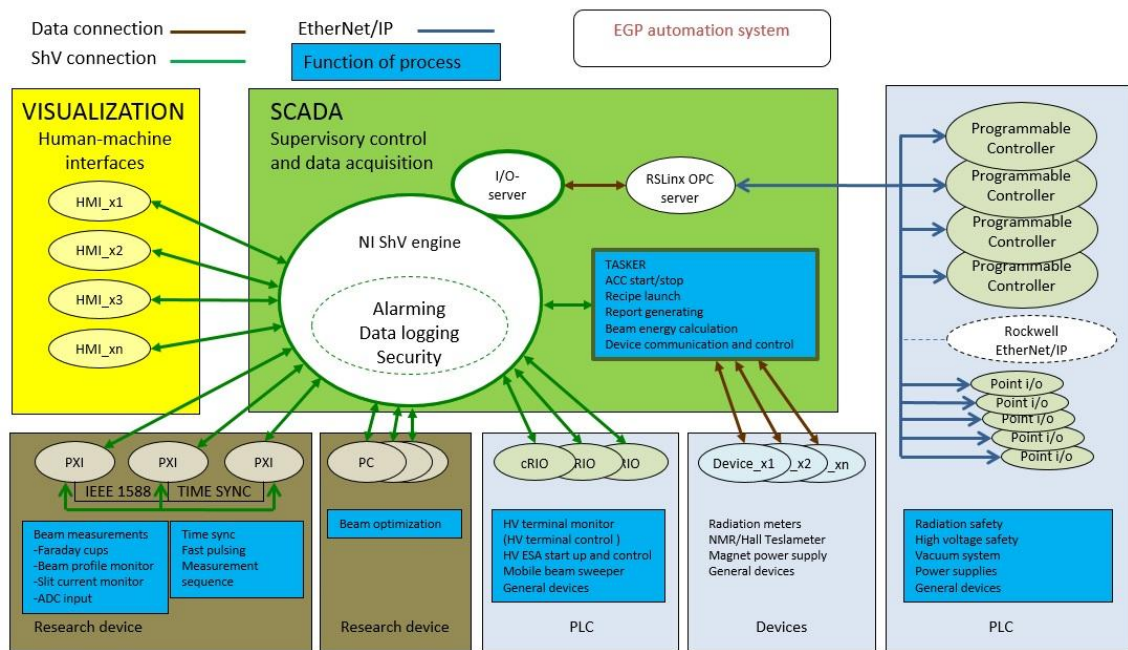 Data connection
EtherNet/IP
EGP automation system
ShV connection
Function of process
VISUALIZATION
Human-machine
interfaces
HMI_x1
HMI_x2
HMI_x3
HMI_xn
SCADA
Supervisory control
and data acquisition
I/O-
server
RSLinx OPC
server
NI ShV engine
Alarming
Data logging
Security
TASKER
ACC start/stop
Recipe launch
Report generating
Beam energy calculation
Device communication and control
Programmable
Controller
Programmable
Controller
Programmable
Controller
Programmable
Controller
Rockwell
EtherNet/IP
Point i/o
Point i/o
Point i/o
Point i/o
Point i/o
PXI
PXI
PXI
IEEE 1588
TIME SYNC
Beam measurements
-Faraday cups
-Beam profile monitor
-Slit current monitor
-ADC input
Time sync
Fast pulsing
Measurement
sequence
Research device
PC
Beam optimization
Research device
cRIO
RIO
IO
HV terminal monitor
(HV terminal control )
HV ESA start up and control
Mobile beam sweeper
General devices
PLC
Device_x1
_x2
_xn
Radiation meters
NMR/Hall Teslameter
Magnet power supply
General devices
Devices
Radiation safety
High voltage safety
Vacuum system
Power supplies
General devices
PLC